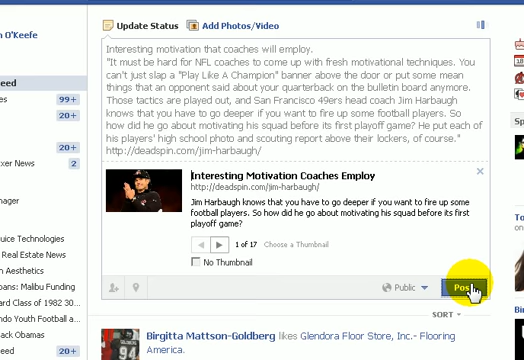 Update Status Add Photos/Video
n O'Keefe
Interesting motivation that coaches will employ.
"It must be hard for NFL coaches to come up with fresh motivational techniques. You
can't just slap a "Play Like A Champion" banner above the door or put some mean
things that an opponent said about your quarterback on the bulletin board anymore.
Those tactics are played out, and San Francisco 49ers head coach Jim Harbaugh
knows that you have to go deeper if you want to fire up some football players. So
how did he go about motivating his squad before its first playoff game? He put each of
his players' high school photo and scouting report above their lockers, of course."
http://deadspin.com/jim-harbaugh/
eed
es 99+
20+
20+
xer News 2
nager
uice Technologies
l Resource News
n Aesthetics
oans: Malibu Funding
ard Class of 1982 30...
ndo Youth Football a...
ack Obamas
eed 20+
Interesting Motivation Coaches Employ
http://deadspin.com/jim-harbaugh/
Jim Harbaugh knows that you have to go deeper if you want to fire up some
football players. So how did he go about motivating his squad before its first
playoff game?
1 of 17 Choose a Thumbnail
No Thumbnail
Public Pos
SORT
Birgitta Mattson-Goldberg likes Glendora Floor Store, Inc.- Flooring
America.
Sp
To
Bir
94